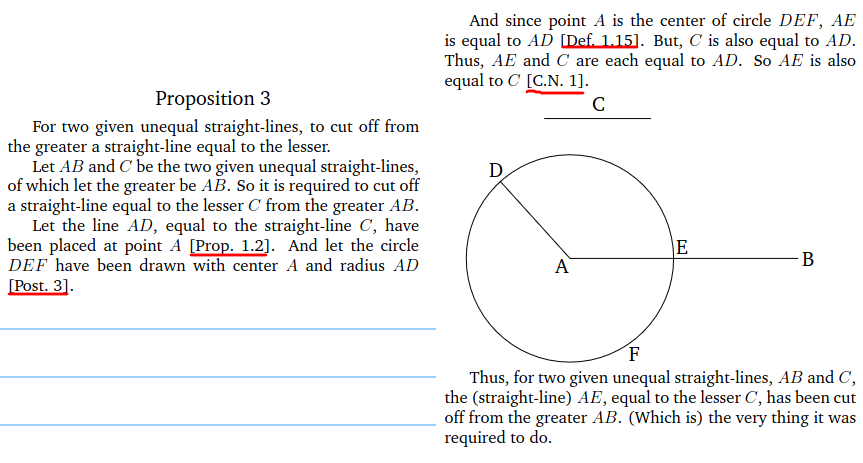 Proposition 3
For two given unequal straight-lines, to cut off from
the greater a straight-line equal to the lesser.
Let AB and C be the two given unequal straight-lines,
of which let the greater be AB. So it is required to cut off
a straight-line equal to the lesser C from the greater AB.
Let the line AD, equal to the straight-line C, have
been placed at point A [Prop. 1.2]. And let the circle
DEF have been drawn with center A and radius AD
[Post. 3].
And since point A is the center of circle DEF, AE
is equal to AD [Def. 1.15]. But, C is also equal to AD.
Thus, AE and C are each equal to AD. So AE is also
equal to C [C.N. 1].
C
D
E
A
B
F
Thus, for two given unequal straight-lines, AB and C,
the (straight-line) AE, equal to the lesser C, has been cut
off from the greater AB. (Which is) the very thing it was
required to do.